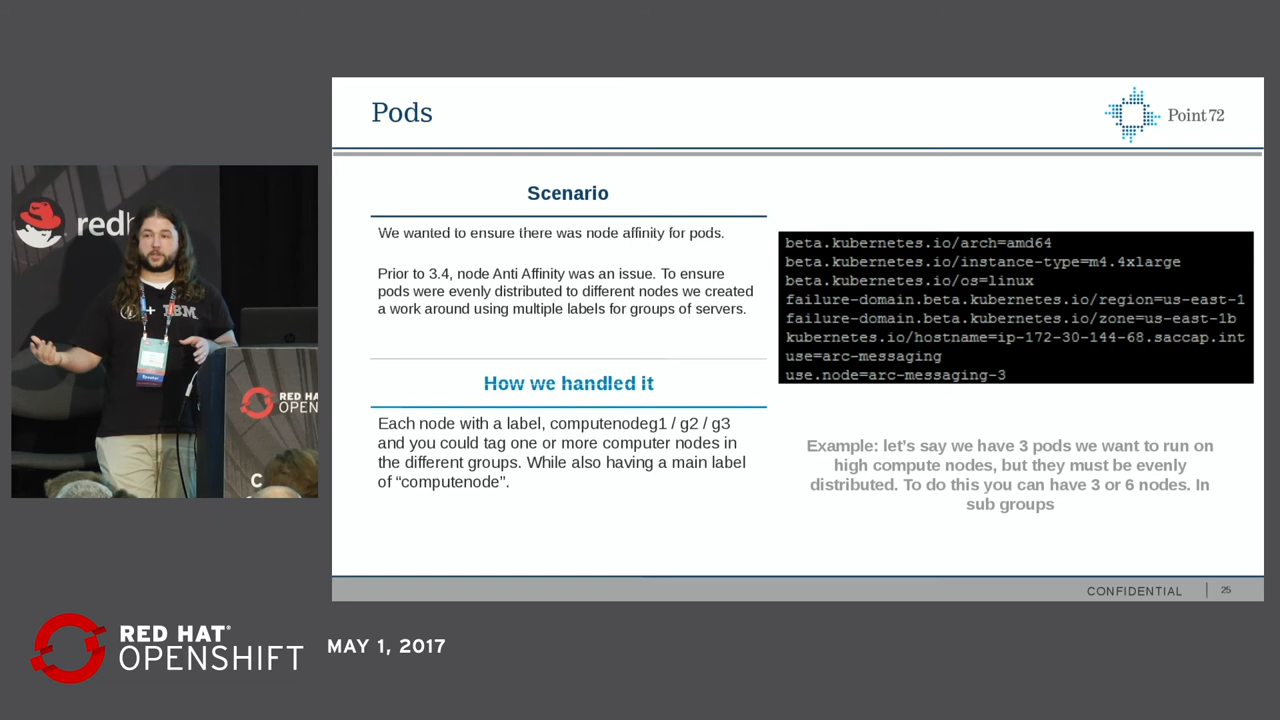 Pods
Point72
Scenario
We wanted to ensure there was node affinity for pods.
Prior to 3.4, node Anti Affinity was an issue. To ensure
pods were evenly distributed to different nodes we created
a work around using multiple labels for groups of servers.
How we handled it
Each node with a label, computenodeg1 / g2 / g3
and you could tag one or more computer nodes in
the different groups. While also having a main label
of “computenode”.
beta.kubernetes.io/arch=amd64
beta.kubernetes.io/instance-type=m4.4xlarge
beta.kubernetes.io/os=linux
failure-domain.beta.kubernetes.io/region=us-east-1
failure-domain.beta.kubernetes.io/zone=us-east-1b
kubernetes.io/hostname=ip-172-30-144-68.saccap.int
use=arc-messaging
use.node=arc-messaging-3
Example: let’s say we have 3 pods we want to run on
high compute nodes, but they must be evenly
distributed. To do this you can have 3 or 6 nodes. In
sub groups
CONFIDENTIAL
25
redh
+ IBM
Speaker
RED HA
OPEN
C
RED HAT®
OPENSHIFT
MAY 1, 2017